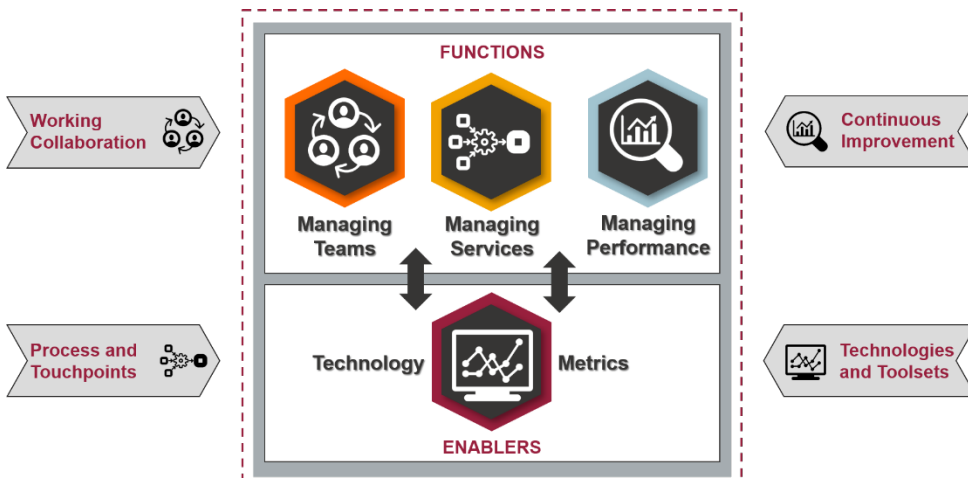 FUNCTIONS
Working
Collaboration
Continuous
Improvement
Managing
Teams
Managing
Services
Managing
Performance
Process and
Touchpoints
Technology
Metrics
Technologies
and Toolsets
ENABLERS